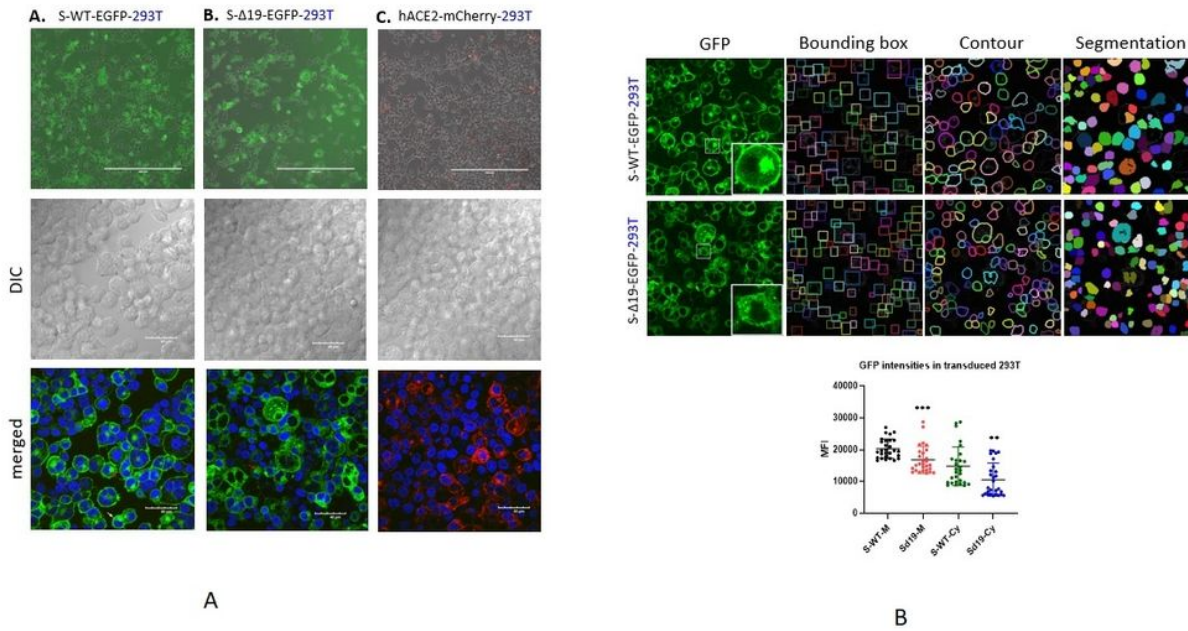 A. S-WT-EGFP-293T
B. S-Δ19-EGFP-293T
C. hACE2-mCherry-293T
DIC
merged
A
GFP
Bounding box
Contour
Segmentation
S-WT-EGFP-293T
S-Δ19-EGFP-293T
GFP intensities in transduced 293T
MFI
40000
30000
20000
10000
0
S-WT-M
Sd19-M
S-WT-Cy
Sd19-Cy
B